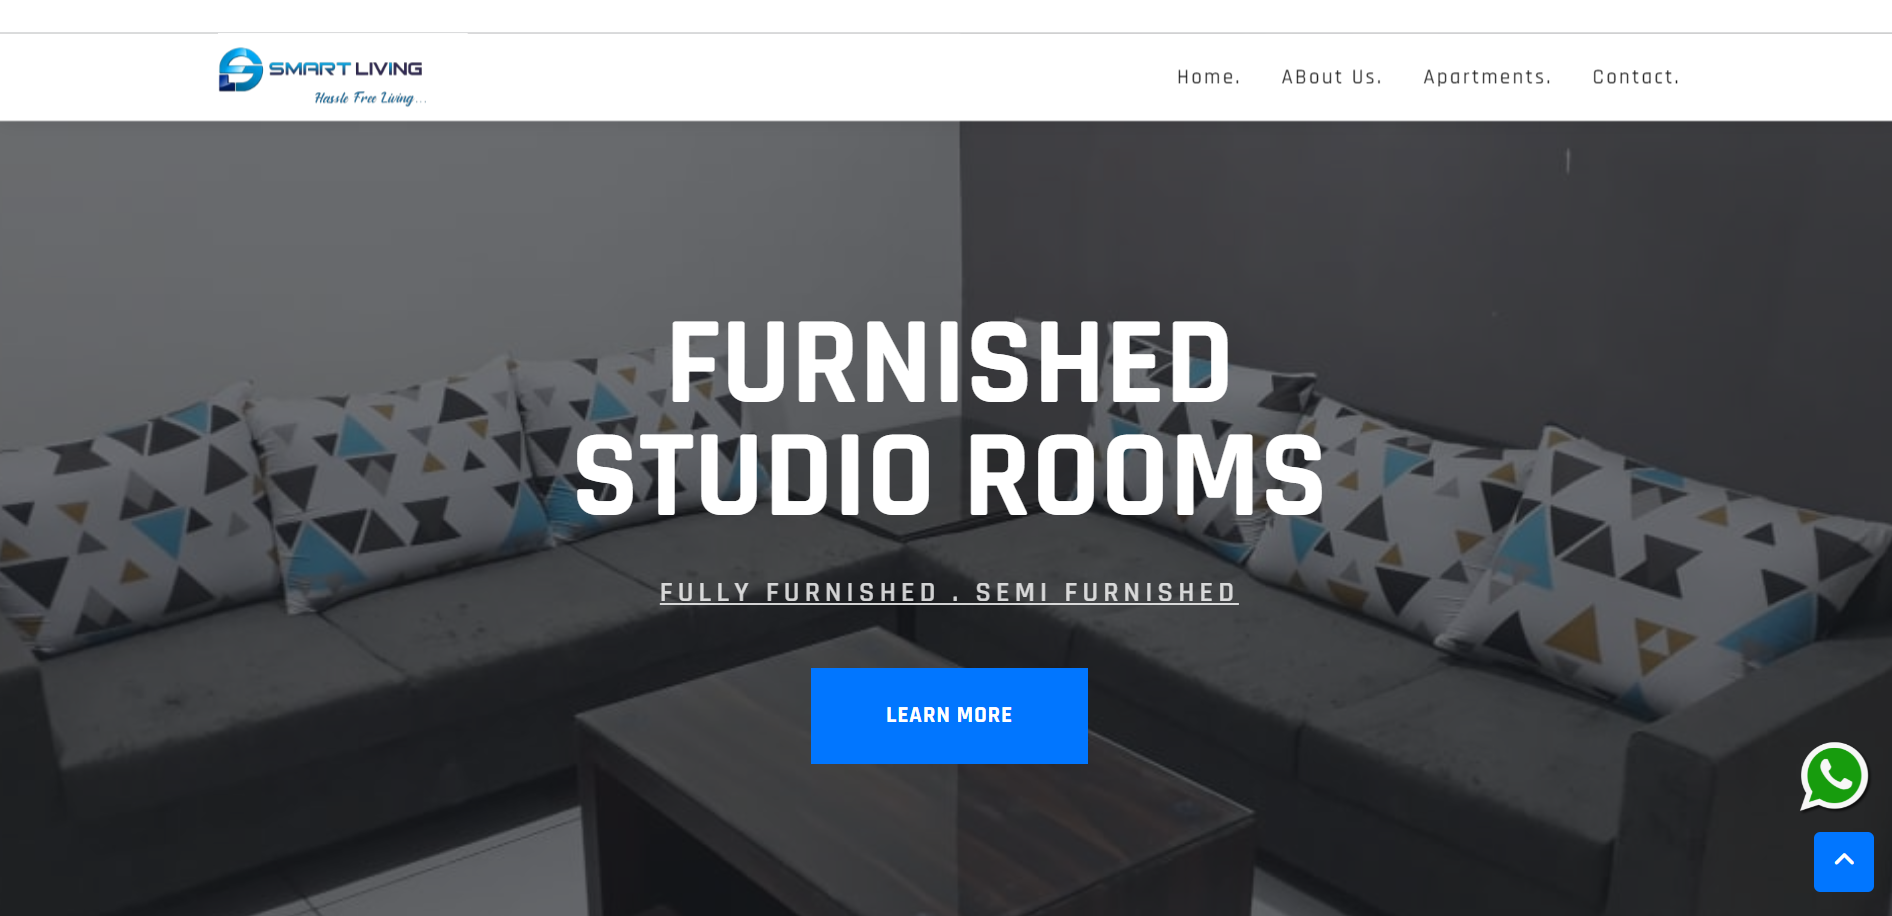 SMART LIVING
Hassle Free Living...
Home.
ABout Us.
Apartments.
Contact.
FURNISHED
STUDIO ROOMS
FULLY FURNISHED . SEMI FURNISHED
LEARN MORE